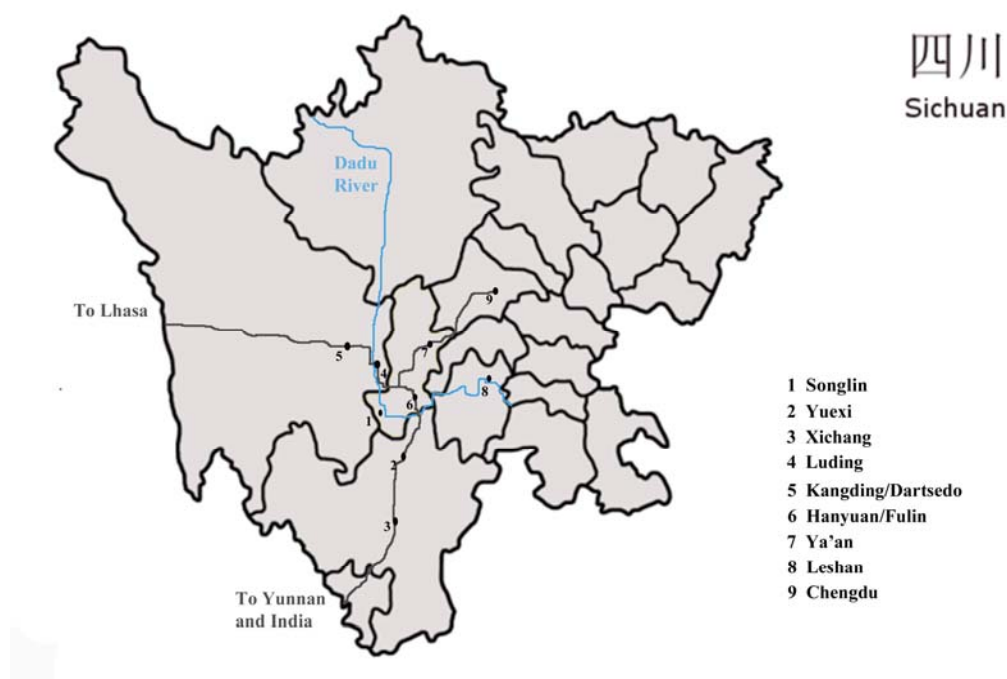 四川
Sichuan
Dadu
River
To Lhasa
9
5
7
4
8
6
1
2
3
To Yunnan
and India
1 Songlin
2 Yuexi
3 Xichang
4 Luding
5 Kangding/Dartsedo
6 Hanyuan/Fulin
7 Ya’an
8 Leshan
9 Chengdu